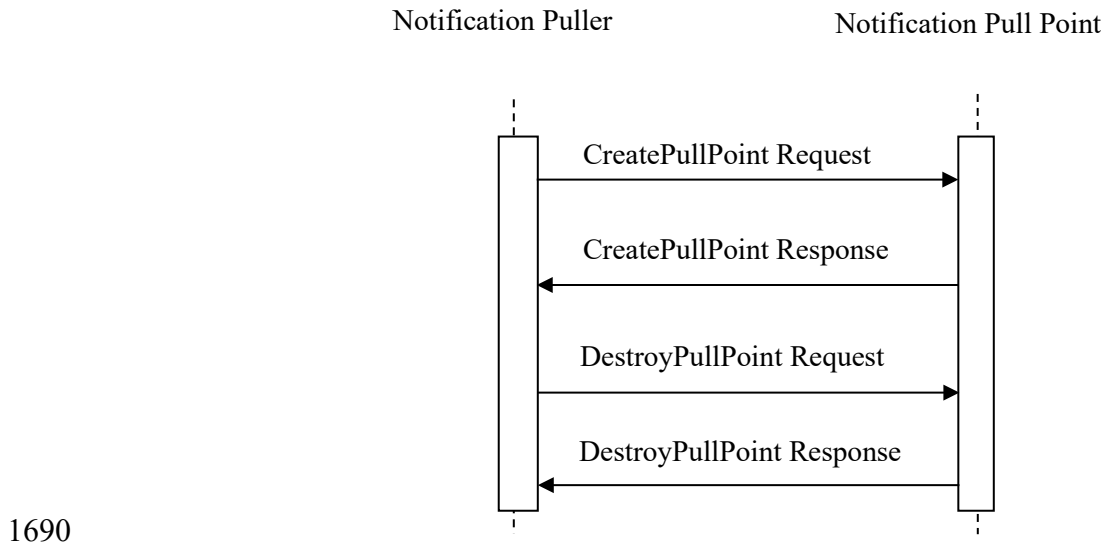 Notification Puller
Notification Pull Point
CreatePullPoint Request
CreatePullPoint Response
DestroyPullPoint Request
DestroyPullPoint Response
1690